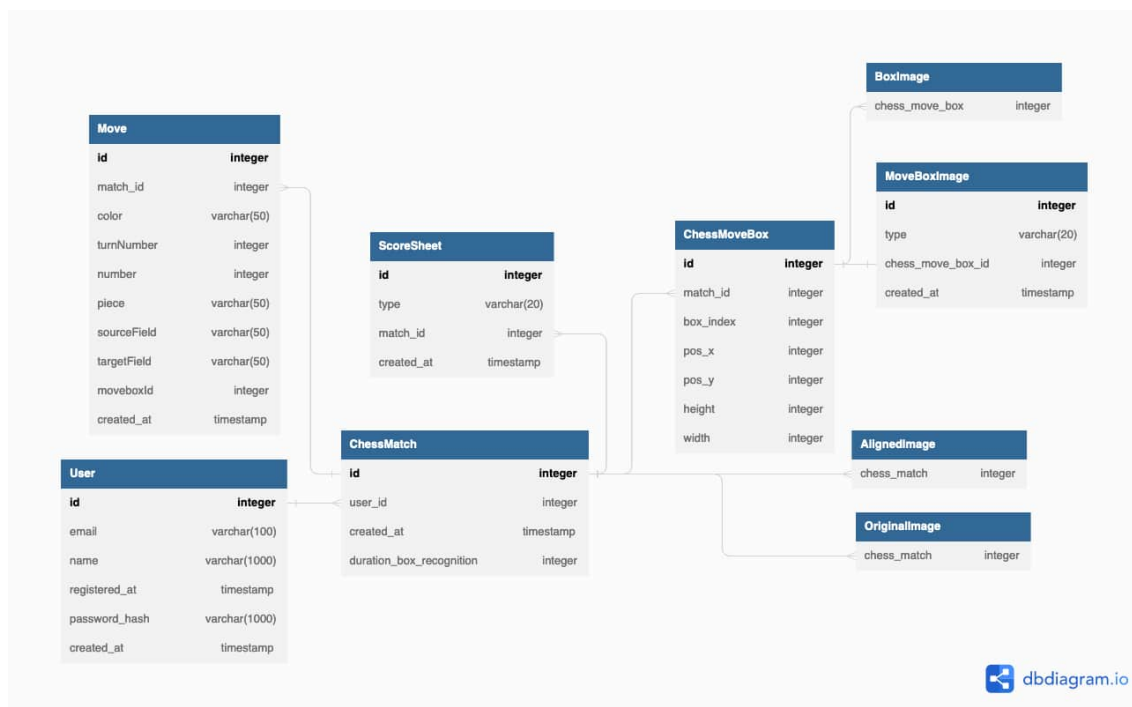 Move
id integer
match_id integer
color varchar(50)
turnNumber integer
number integer
piece varchar(50)
sourceField varchar(50)
targetField varchar(50)
moveboxId integer
created_at timestamp
User
id integer
email varchar(100)
name varchar(1000)
registered_at timestamp
password_hash varchar(1000)
created_at timestamp
ScoreSheet
id integer
type varchar(20)
match_id integer
created_at timestamp
ChessMatch
id integer
user_id integer
created_at timestamp
duration_box_recognition integer
ChessMoveBox
id integer
match_id integer
box_index integer
pos_x integer
pos_y integer
height integer
width integer
BoxImage
chess_move_box integer
MoveBoxImage
id integer
type varchar(20)
chess_move_box_id integer
created_at timestamp
AlignedImage
chess_match integer
OriginalImage
chess_match integer
dbdiagram.io